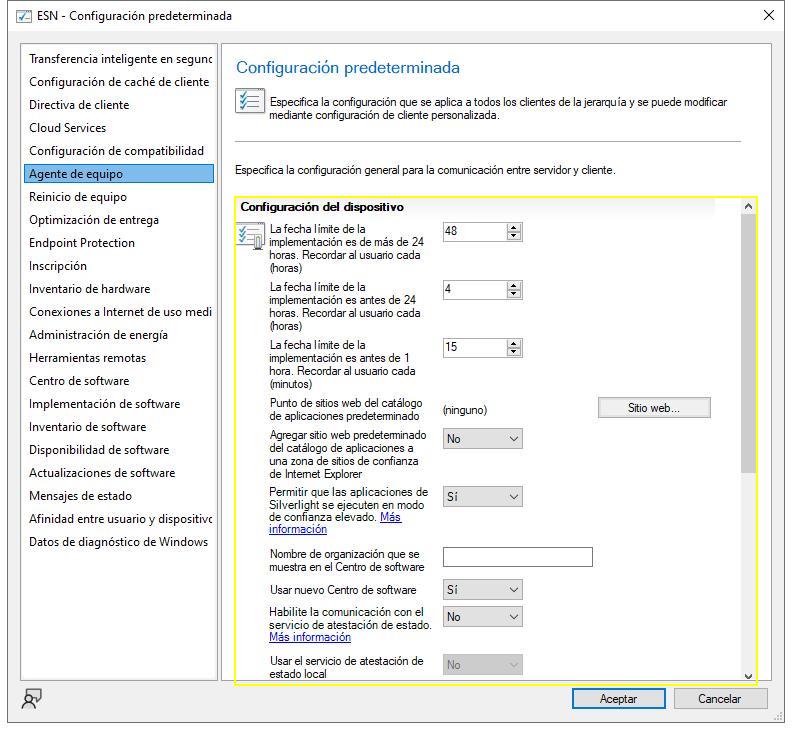 ESN - Configuración predeterminada
Transferencia inteligente en segunc
Configuración de caché de cliente
Directiva de cliente
Cloud Services
Configuración de compatibilidad
Agente de equipo
Reinicio de equipo
Optimización de entrega
Endpoint Protection
Inscripción
Inventario de hardware
Conexiones a Internet de uso medi
Administración de energía
Herramientas remotas
Centro de software
Implementación de software
Inventario de software
Disponibilidad de software
Actualizaciones de software
Mensajes de estado
Afinidad entre usuario y dispositivo
Datos de diagnóstico de Windows
Configuración predeterminada
Especifica la configuración que se aplica a todos los clientes de la jerarquía y se puede modificar
mediante configuración de cliente personalizada.
Especifica la configuración general para la comunicación entre servidor y cliente.
Configuración del dispositivo
La fecha límite de la
implementación es de más de 24
horas. Recordar al usuario cada
(horas)
48
La fecha límite de la
implementación es antes de 24
horas. Recordar al usuario cada
(horas)
4
La fecha límite de la
implementación es antes de 1
hora. Recordar al usuario cada
(minutos)
15
Punto de sitios web del catálogo
de aplicaciones predeterminado
(ninguno)
Sitio web...
Agregar sitio web predeterminado
del catálogo de aplicaciones a
una zona de sitios de confianza
de Internet Explorer
No
Permitir que las aplicaciones de
Silverlight se ejecuten en modo
de confianza elevado. Más
información
Sí
Nombre de organización que se
muestra en el Centro de software
Usar nuevo Centro de software
Sí
Habilite la comunicación con el
servicio de atestación de estado.
Más información
No
Usar el servicio de atestación de
estado local
No
Aceptar
Cancelar